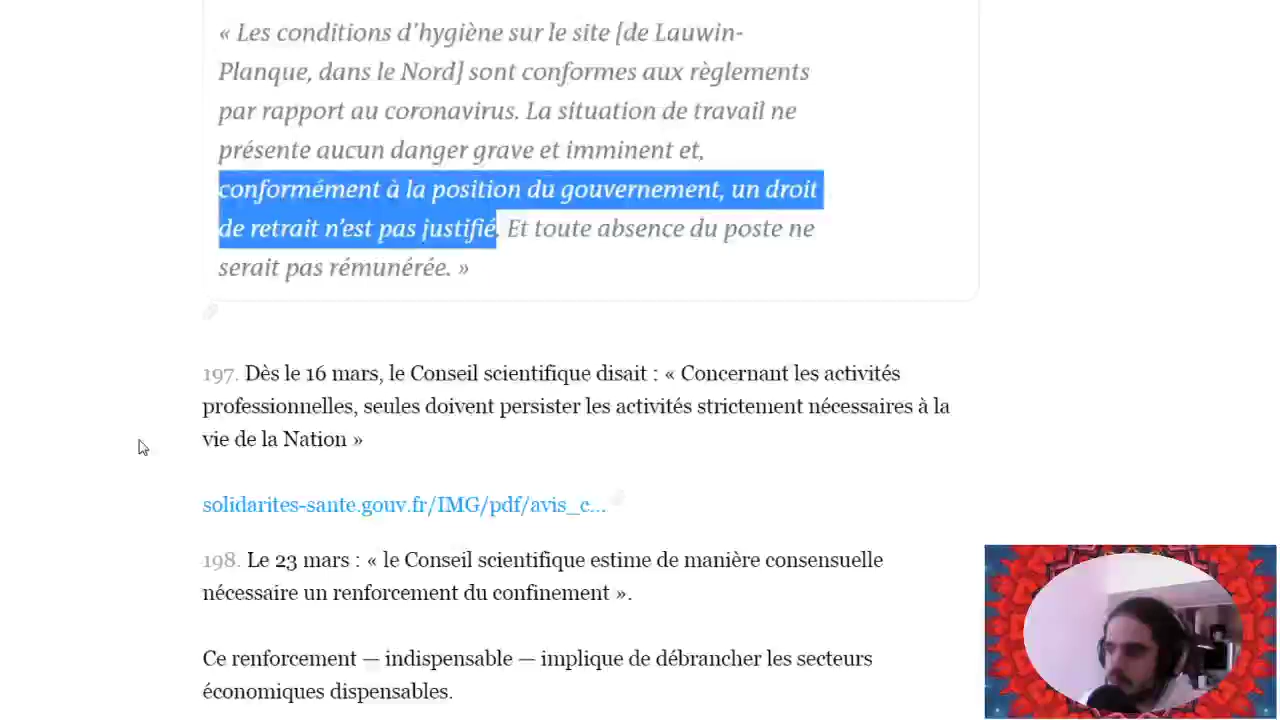 « Les conditions d'hygiène sur le site [de Lauwin-
Planque, dans le Nord] sont conformes aux règlements
par rapport au coronavirus. La situation de travail ne
présente aucun danger grave et imminent et,
conformément à la position du gouvernement, un droit
de retrait n'est pas justifié. Et toute absence du poste ne
serait pas rémunérée. »
197. Dès le 16 mars, le Conseil scientifique disait : « Concernant les activités
professionnelles, seules doivent persister les activités strictement nécessaires à la
vie de la Nation »
solidarites-sante.gouv.fr/IMG/pdf/avis_c...
198. Le 23 mars : « le Conseil scientifique estime de manière consensuelle
nécessaire un renforcement du confinement ».
Ce renforcement — indispensable — implique de débrancher les secteurs
économiques dispensables.